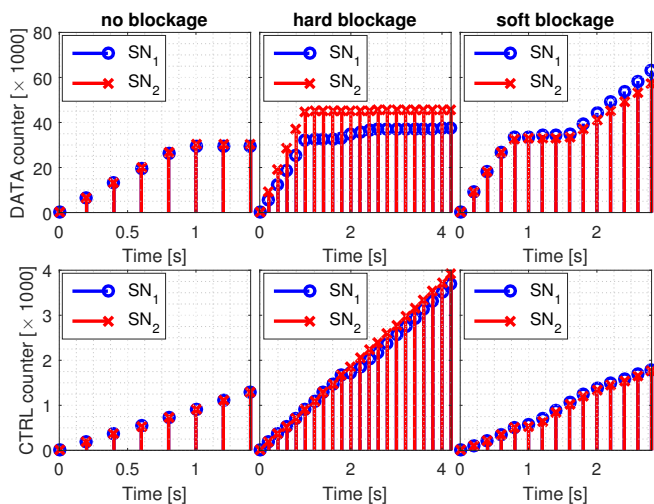 no blockage
hard blockage
soft blockage
DATA counter [× 1000]
80
60
40
20
0
SN1
SN2
SN1
SN2
SN1
SN2
0 0.5 1
0 2 4
0 2
Time [s]
Time [s]
Time [s]
CTRL counter [× 1000]
4
3
2
1
0
SN1
SN2
SN1
SN2
SN1
SN2
0 0.5 1
0 2 4
0 2
Time [s]
Time [s]
Time [s]